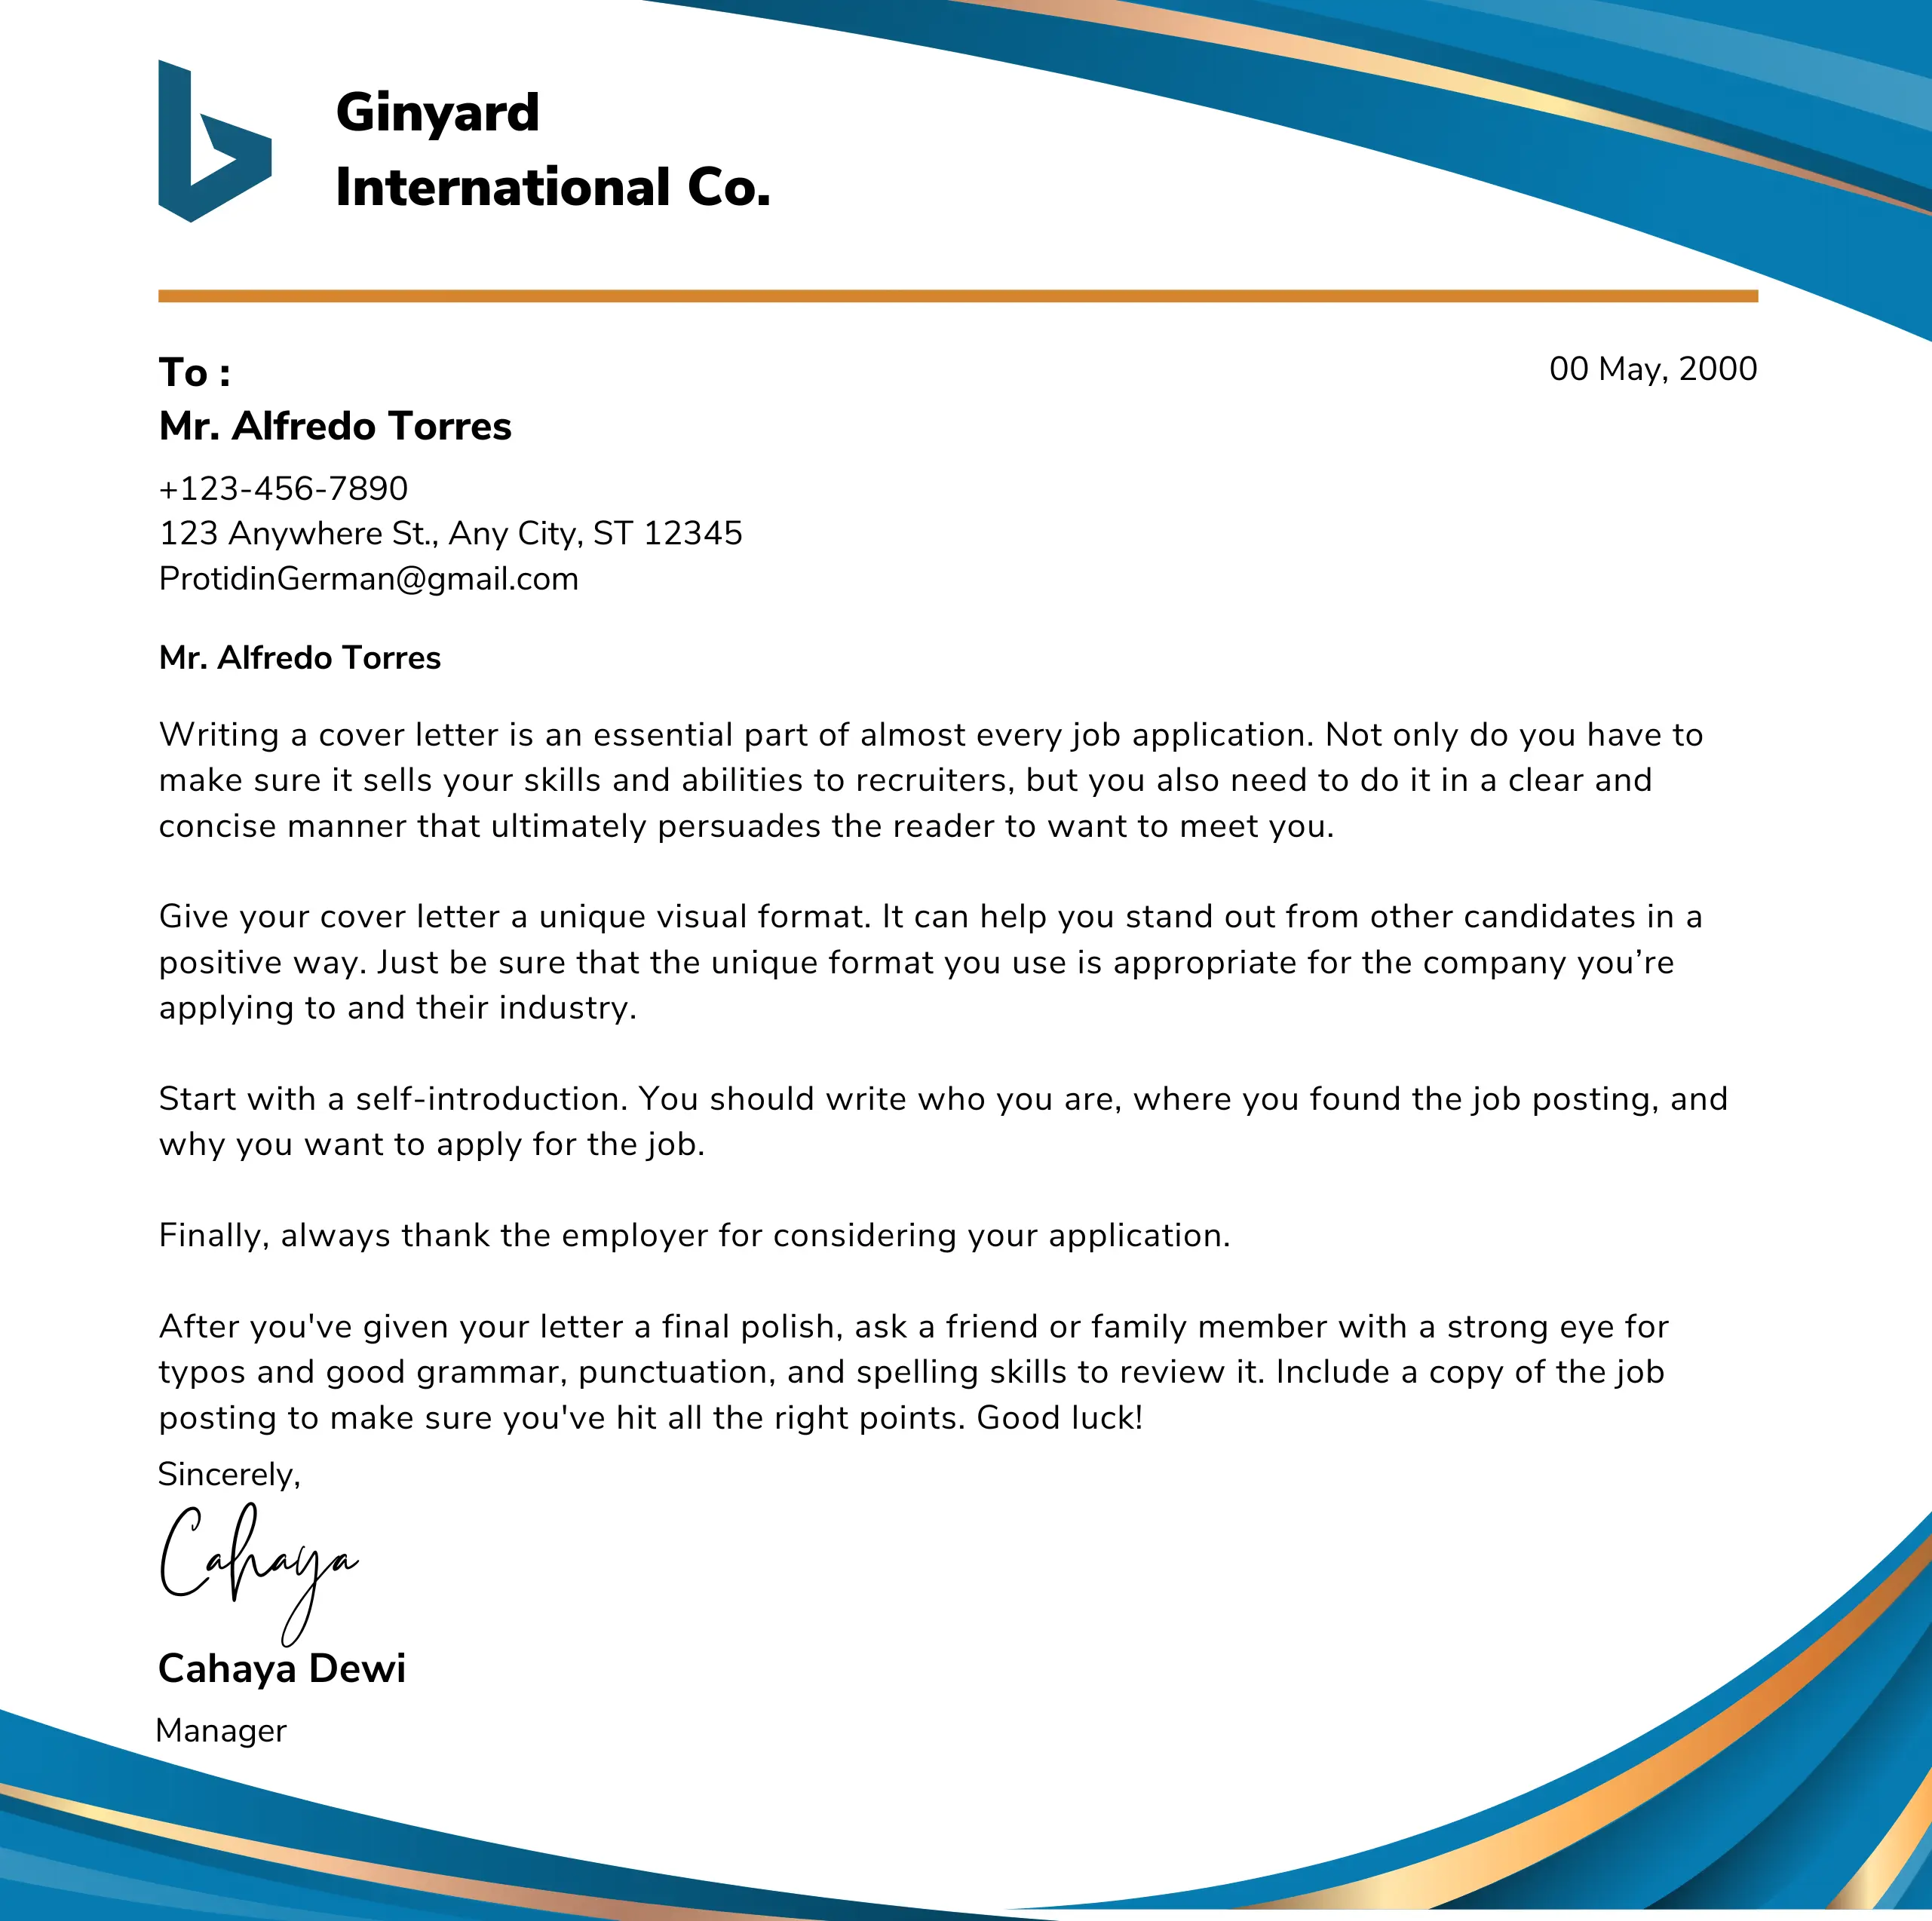 Ginyard
International Co.
To :
00 May, 2000
Mr. Alfredo Torres
+123-456-7890
123 Anywhere St., Any City, ST 12345
ProtidinGerman@gmail.com
Mr. Alfredo Torres
Writing a cover letter is an essential part of almost every job application. Not only do you have to
make sure it sells your skills and abilities to recruiters, but you also need to do it in a clear and
concise manner that ultimately persuades the reader to want to meet you.
Give your cover letter a unique visual format. It can help you stand out from other candidates in a
positive way. Just be sure that the unique format you use is appropriate for the company you’re
applying to and their industry.
Start with a self-introduction. You should write who you are, where you found the job posting, and
why you want to apply for the job.
Finally, always thank the employer for considering your application.
After you've given your letter a final polish, ask a friend or family member with a strong eye for
typos and good grammar, punctuation, and spelling skills to review it. Include a copy of the job
posting to make sure you've hit all the right points. Good luck!
Sincerely,
Cahaya
Cahaya Dewi
Manager